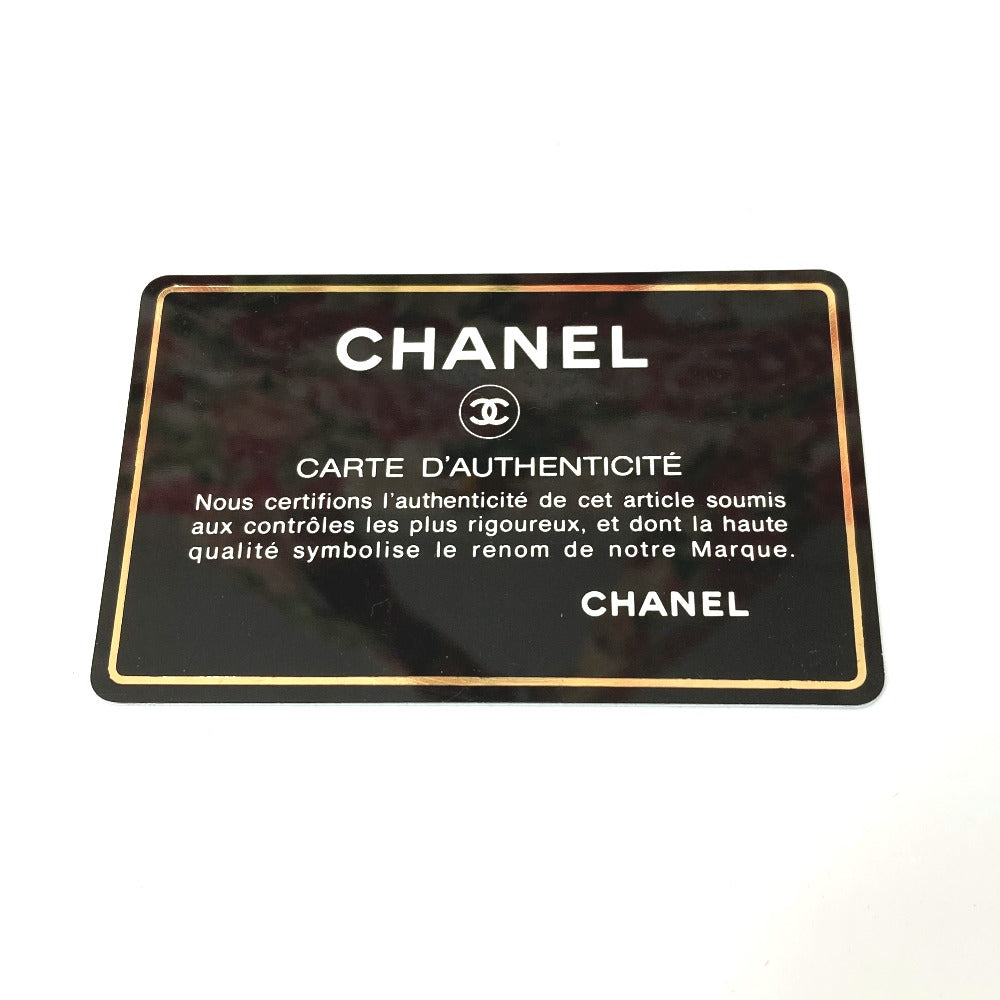 CHANEL
CARTE D'AUTHENTICITÉ
Nous certifions l'authenticité de cet article soumis
aux contrôles les plus rigoureux, et dont la haute
qualité symbolise le renom de notre Marque.
CHANEL